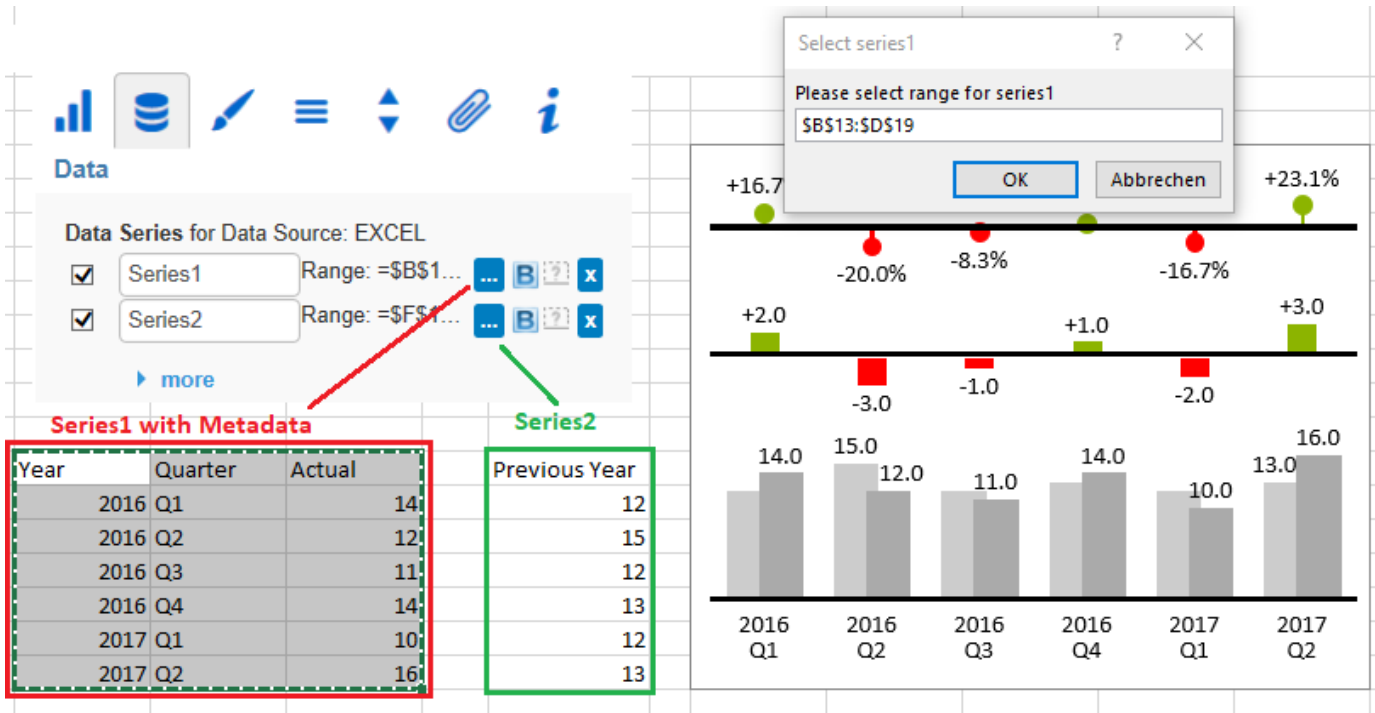 Select series1 ?
Please select range for series1
$B$13:$D$19
OK Abbrechen
Data
Data Series for Data Source: EXCEL
Series1 Range: =$B$1... ... B ? x
Series2 Range: =$F$1... ... B ? x
more
Series1 with Metadata Series2
Year Quarter Actual Previous Year
2016 Q1 14 12
2016 Q2 12 15
2016 Q3 11 12
2016 Q4 14 13
2017 Q1 10 12
2017 Q2 16 13
+16.7 +23.1%
-20.0% -8.3% -16.7%
+2.0 +1.0 +3.0
-3.0 -1.0 -2.0
14.0 15.0 12.0 11.0 14.0 10.0 13.0 16.0
2016 2016 2016 2016 2017 2017
Q1 Q2 Q3 Q4 Q1 Q2